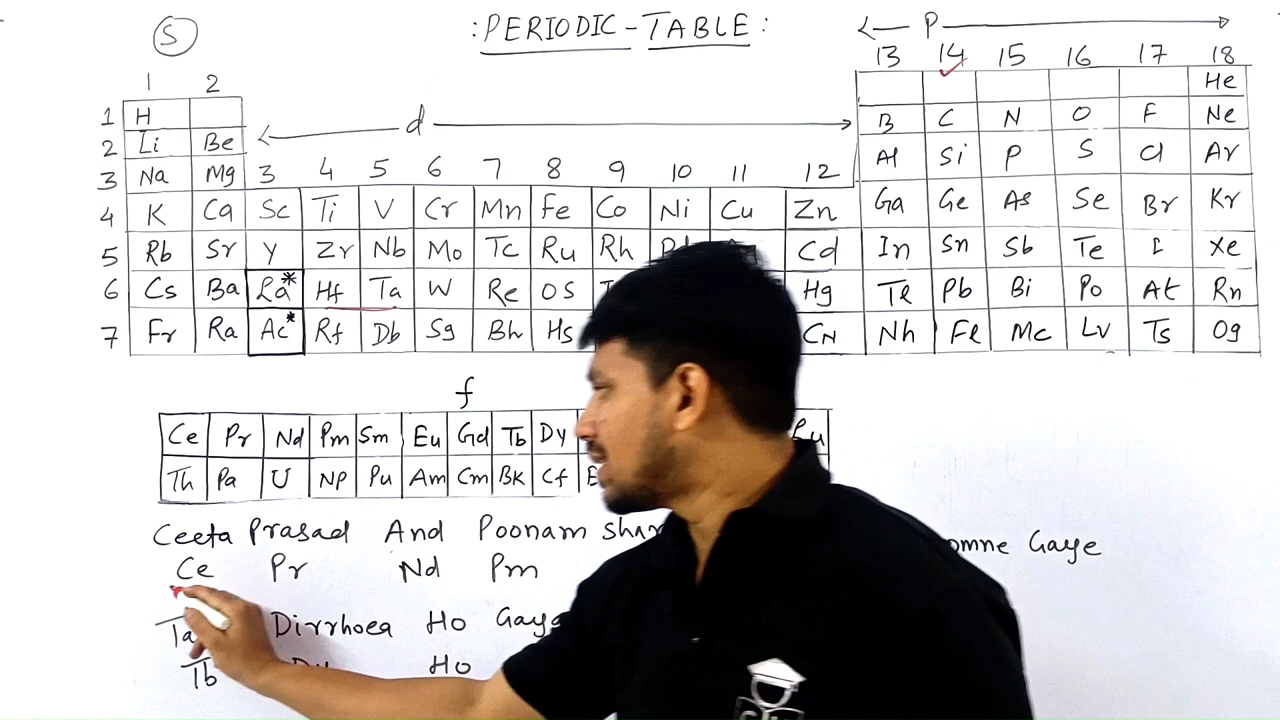 S : PERIODIC - TABLE : P
13 14 15 16 17 18
1 2 He
1 H d B C N O F Ne
2 Li Be Al Si P S Cl Ar
3 Na Mg 3 4 5 6 7 8 9 10 11 12
4 K Ca Sc Ti V Cr Mn Fe Co Ni Cu Zn Ga Ge As Se Br Kr
5 Rb Sr Y Zr Nb Mo Tc Ru Rh Cd In Sn Sb Te I Xe
6 Cs Ba La* Hf Ta W Re OS Hg Tl Pb Bi Po At Rn
7 Fr Ra Ac* Rf Db Sg Bh Hs CN Nh Fl Mc Lv Ts Og
f
Ce Pr Nd Pm Sm Eu Gd Tb Dy Lu
Th Pa U NP Pu Am Cm Bk Cf
Ceeta Prasad And Poonam Gaye
Ce Pr Nd Pm
Dirrhoea Ho Gaya
Tb Ho